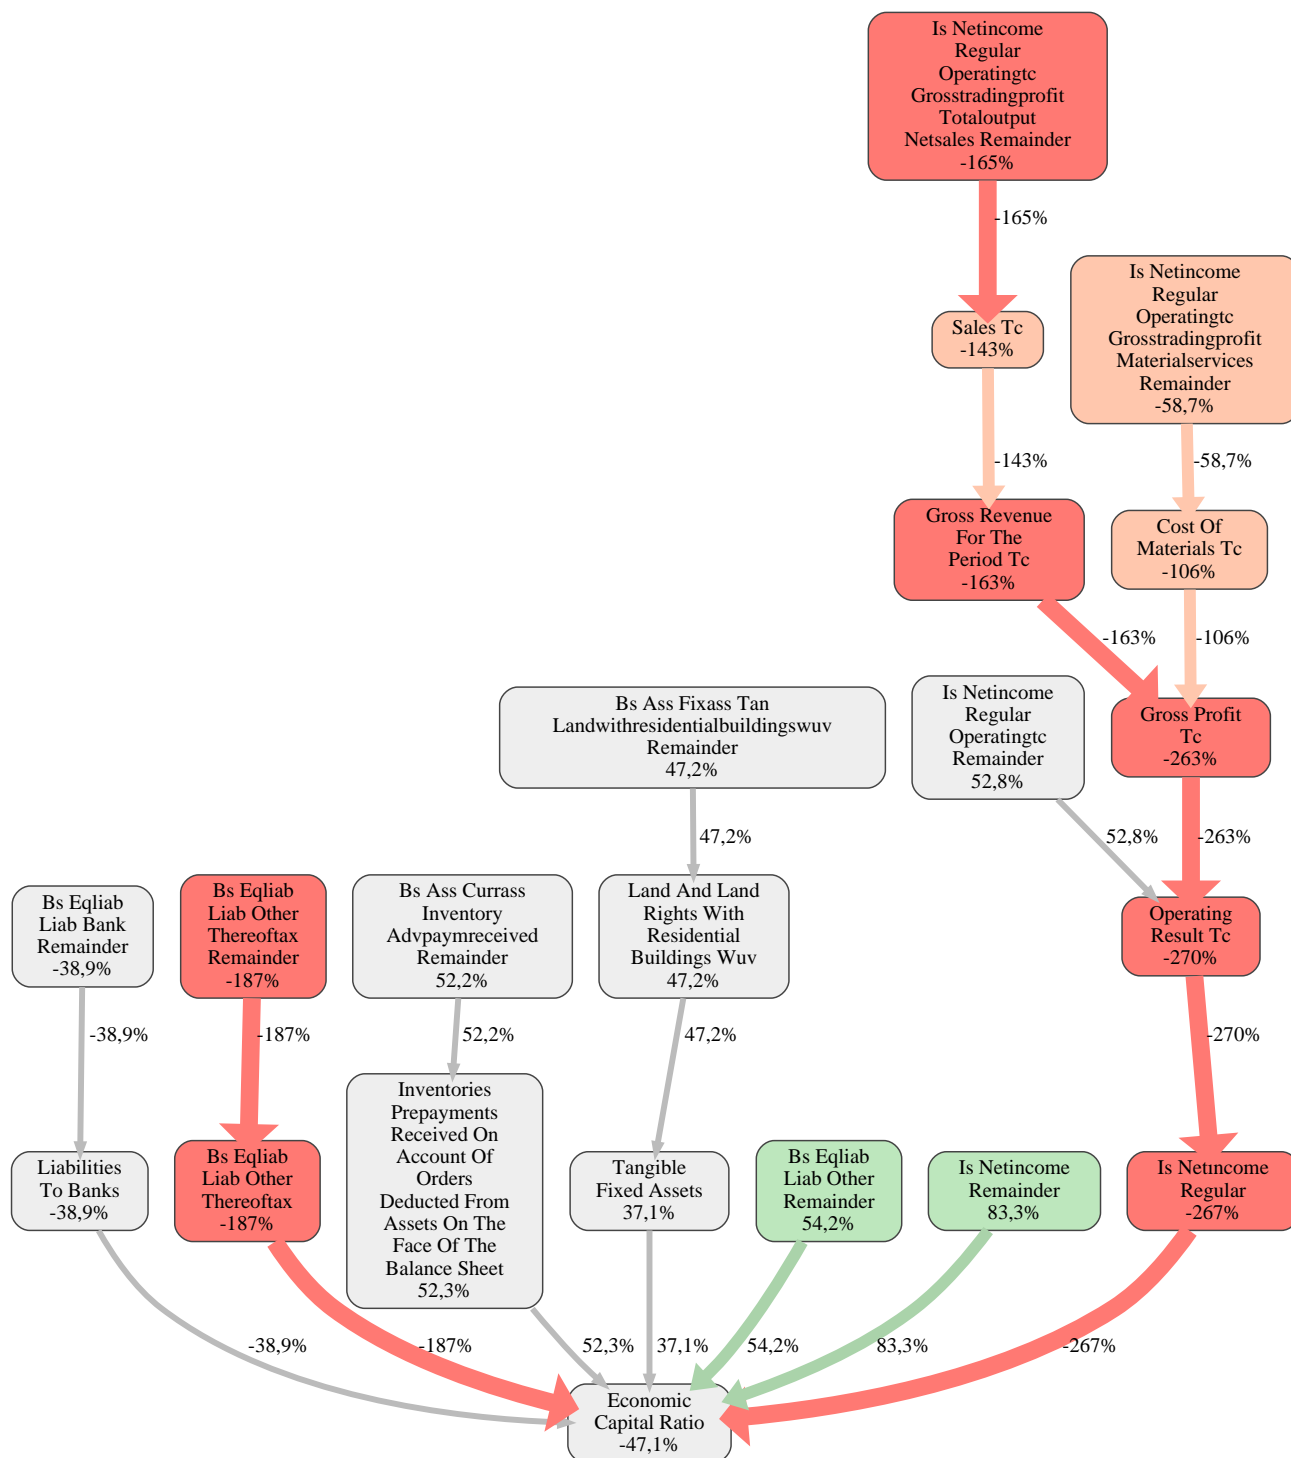 Is Netincome
Regular
Operatingtc
Grosstradingprofit
Totaloutput
Netsales Remainder
-165%
-165%
Is Netincome
Regular
Operatingtc
Grosstradingprofit
Materialservices
Remainder
-58,7%
Sales Tc
-143%
-143%
-58,7%
Gross Revenue
For The
Period Tc
-163%
Cost Of
Materials Tc
-106%
-163%
-106%
Bs Ass Fixass Tan
Landwithresidentialbuildingswuv
Remainder
47,2%
Is Netincome
Regular
Operatingtc
Remainder
52,8%
Gross Profit
Tc
-263%
47,2%
52,8%
-263%
Bs Eqliab
Liab Bank
Remainder
-38,9%
Bs Eqliab
Liab Other
Thereoftax
Remainder
-187%
Bs Ass Currass
Inventory
Advpaymreceived
Remainder
52,2%
Land And Land
Rights With
Residential
Buildings Wuv
47,2%
Operating
Result Tc
-270%
-38,9%
-187%
52,2%
47,2%
-270%
Liabilities
To Banks
-38,9%
Bs Eqliab
Liab Other
Thereoftax
-187%
Inventories
Prepayments
Received On
Account Of
Orders
Deducted From
Assets On The
Face Of The
Balance Sheet
52,3%
Tangible
Fixed Assets
37,1%
Bs Eqliab
Liab Other
Remainder
54,2%
Is Netincome
Remainder
83,3%
Is Netincome
Regular
-267%
-38,9%
-187%
52,3%
37,1%
54,2%
83,3%
-267%
Economic
Capital Ratio
-47,1%